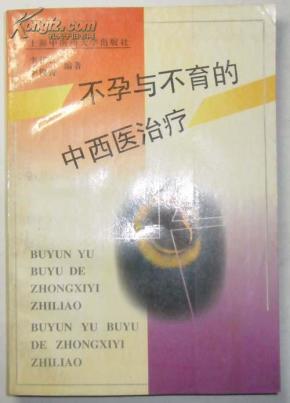 Kongfz.com
上海中医药大学出版社
编著
不孕与不育的
中西医治疗
BUYUN YU
BUYU DE
ZHONGXIYI
ZHILIAO
BUYUN YU BUYU
DE ZHONGXIYI
ZHILIAO